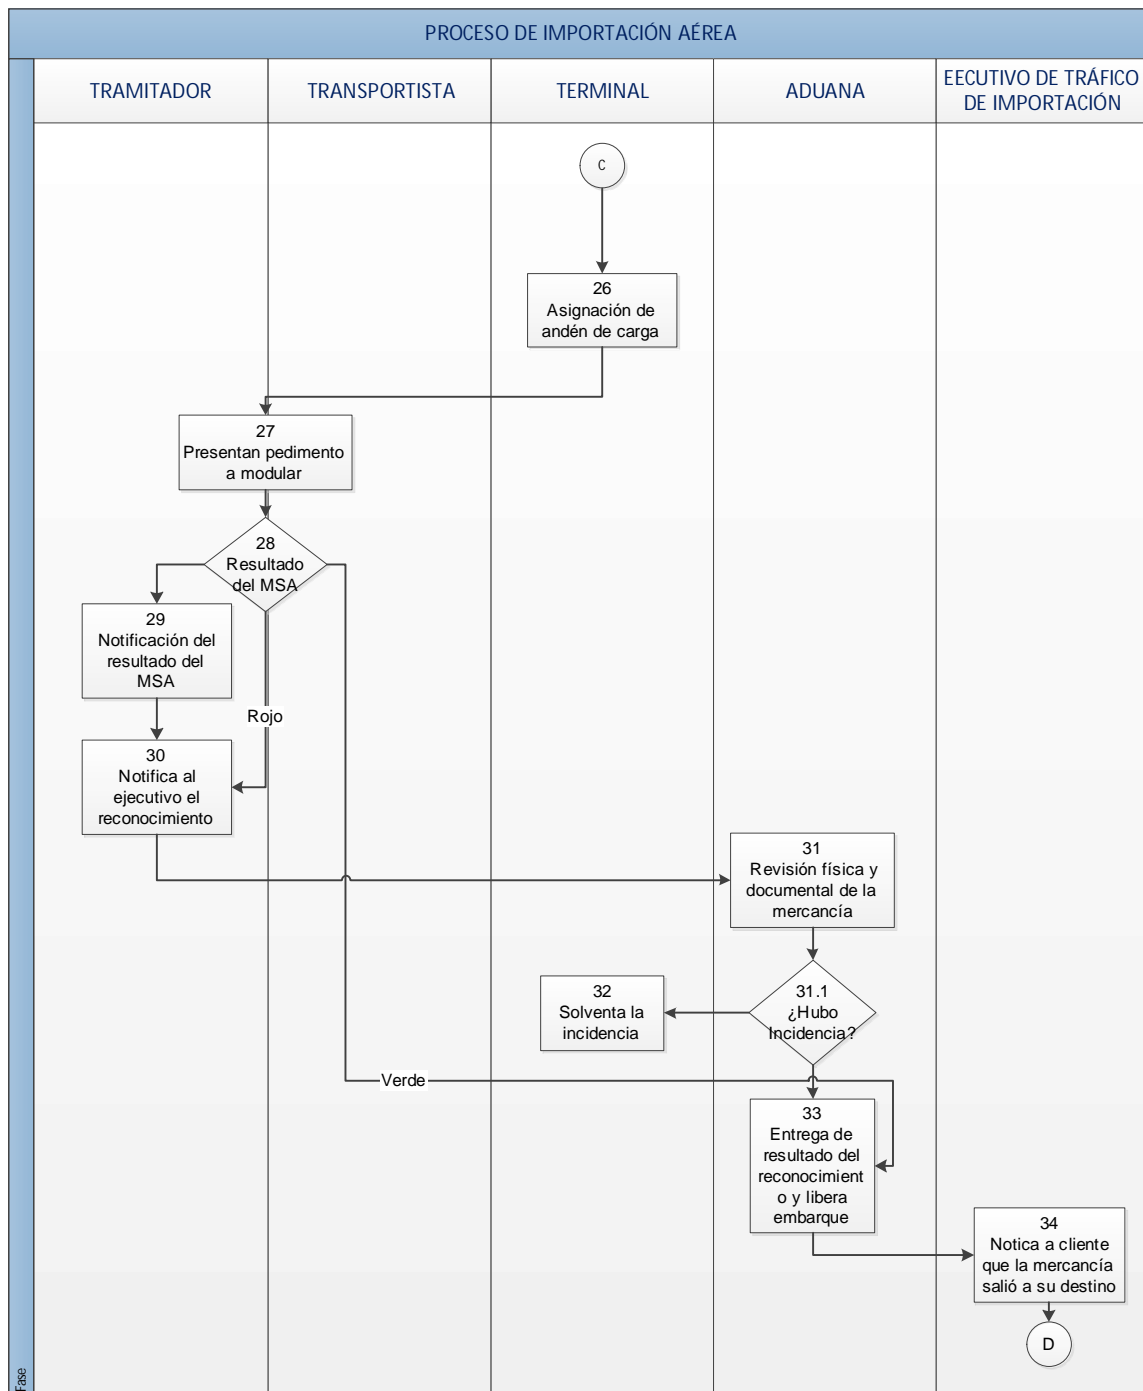 PROCESO DE IMPORTACIÓN AÉREA
TRAMITADOR
TRANSPORTISTA
TERMINAL
ADUANA
EECUTIVO DE TRÁFICO
DE IMPORTACIÓN
C
26
Asignación de
andén de carga
27
Presentan pedimento
a modular
28
Resultado
del MSA
29
Notificación del
resultado del
MSA
Rojo
30
Notifica al
ejecutivo el
reconocimiento
31
Revisión física y
documental de la
mercancía
31.1
¿Hubo
Incidencia?
32
Solventa la
incidencia
Verde
33
Entrega de
resultado del
reconocimient
o y libera
embarque
34
Notica a cliente
que la mercancía
salió a su destino
D
Fase